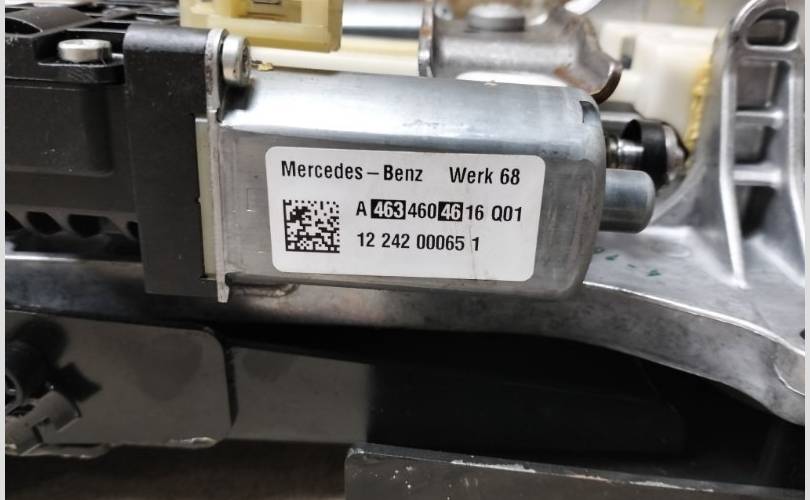 Mercedes-Benz Werk 68
A 463 460 46 16 Q01
12 242 00065 1